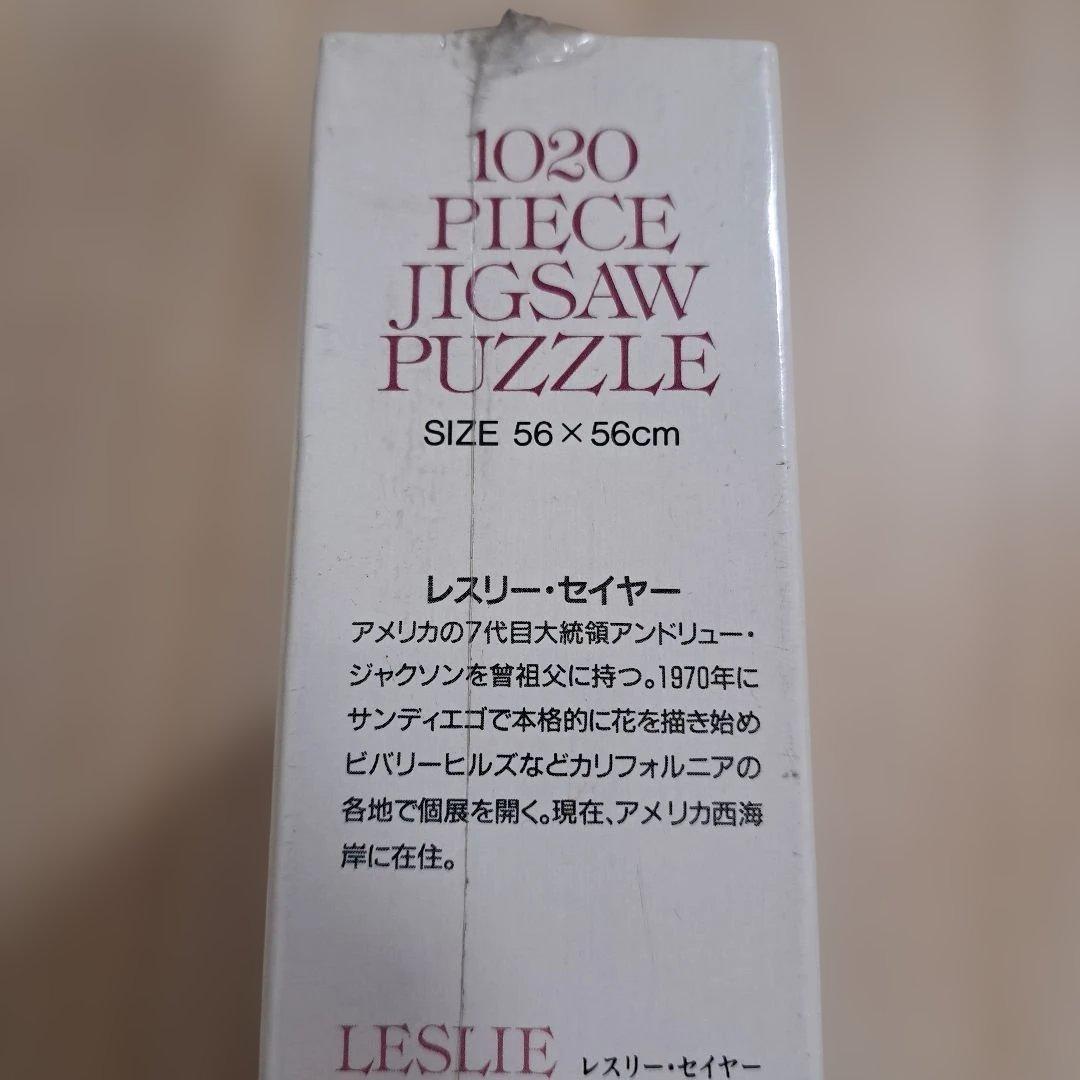 1020
PIECE
JIGSAW
PUZZLE
SIZE 56×56cm
レスリー・セイヤー
アメリカの7代目大統領アンドリュー・
ジャクソンを曾祖父に持つ。1970年に
サンディエゴで本格的に花を描き始め
ビバリーヒルズなどカリフォルニアの
各地で個展を開く。現在、アメリカ西海
岸に在住。
LESLIE レスリー・セイヤー